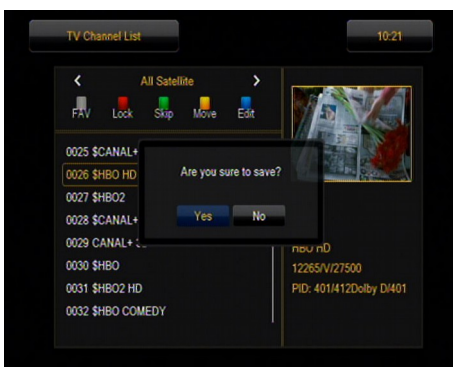 TV Channel List
10:21
All Satellite
FAV Lock Skip Move Edit
0025 $CANAL+
0026 $HBO HD
0027 $HBO2
0028 $CANAL+
0029 CANAL+
0030 $HBO
0031 $HBO2 HD
0032 $HBO COMEDY
Are you sure to save?
Yes No
HBO HD
12265/V/27500
PID: 401/412Dolby D/401